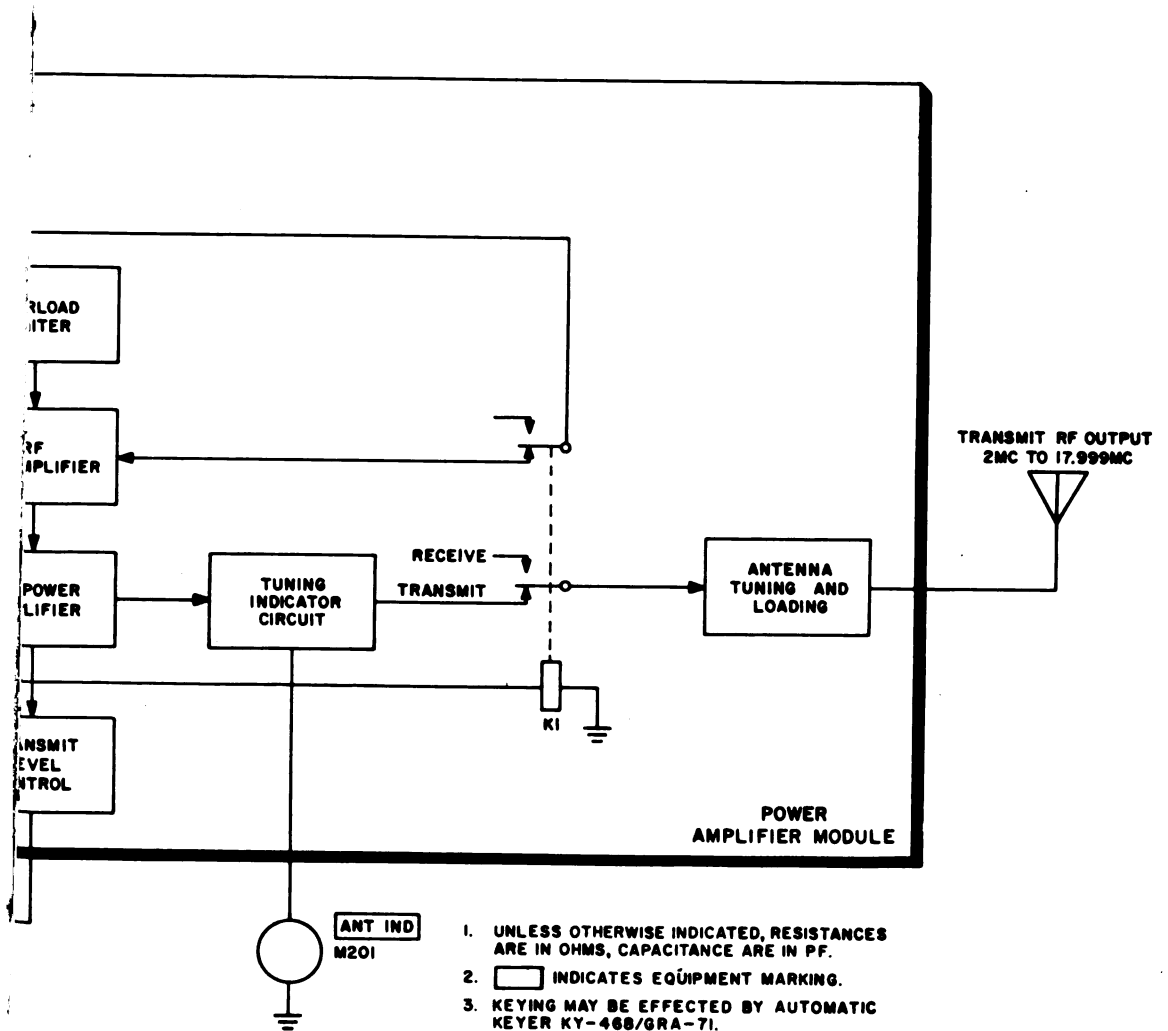 RLOAD
ITER
RF
MPLIFIER
POWER
LIFIER
ANSMIT
EVEL
NTROL
TUNING
INDICATOR
CIRCUIT
RECEIVE
TRANSMIT
K1
ANTENNA
TUNING AND
LOADING
TRANSMIT RF OUTPUT
2MC TO 17.999MC
POWER
AMPLIFIER MODULE
ANT IND
M201
1. UNLESS OTHERWISE INDICATED, RESISTANCES
ARE IN OHMS, CAPACITANCE ARE IN PF.
2. INDICATES EQUIPMENT MARKING.
3. KEYING MAY BE EFFECTED BY AUTOMATIC
KEYER KY-468/GRA-71.